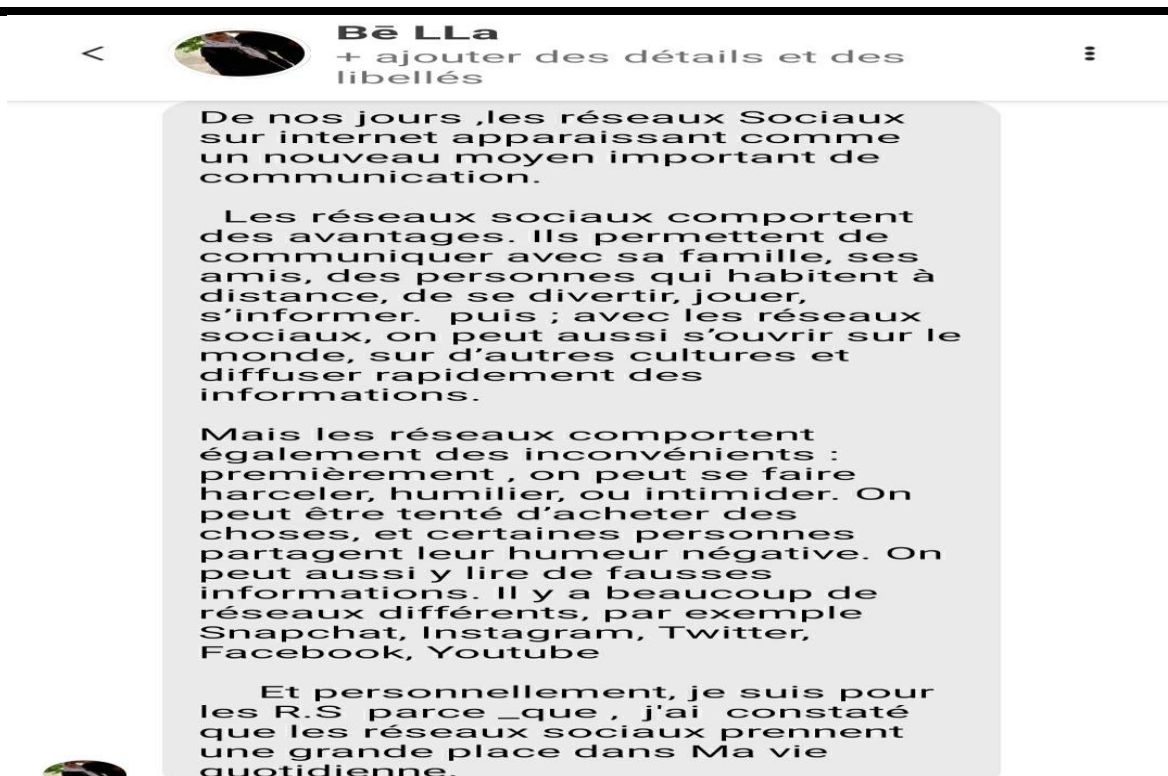 <
Bē LLa
+ ajouter des détails et des
libellés
De nos jours ,les réseaux Sociaux
sur internet apparaissant comme
un nouveau moyen important de
communication.
Les réseaux sociaux comportent
des avantages. Ils permettent de
communiquer avec sa famille, ses
amis, des personnes qui habitent à
distance, de se divertir, jouer,
s'informer. puis ; avec les réseaux
sociaux, on peut aussi s'ouvrir sur le
monde, sur d'autres cultures et
diffuser rapidement des
informations.
Mais les réseaux comportent
également des inconvénients :
premièrement , on peut se faire
harceler, humilier, ou intimider. On
peut être tenté d'acheter des
choses, et certaines personnes
partagent leur humeur négative. On
peut aussi y lire de fausses
informations. Il y a beaucoup de
réseaux différents, par exemple
Snapchat, Instagram, Twitter,
Facebook, Youtube
Et personnellement, je suis pour
les R.S parce _que , j'ai constaté
que les réseaux sociaux prennent
une grande place dans Ma vie
quotidienne.